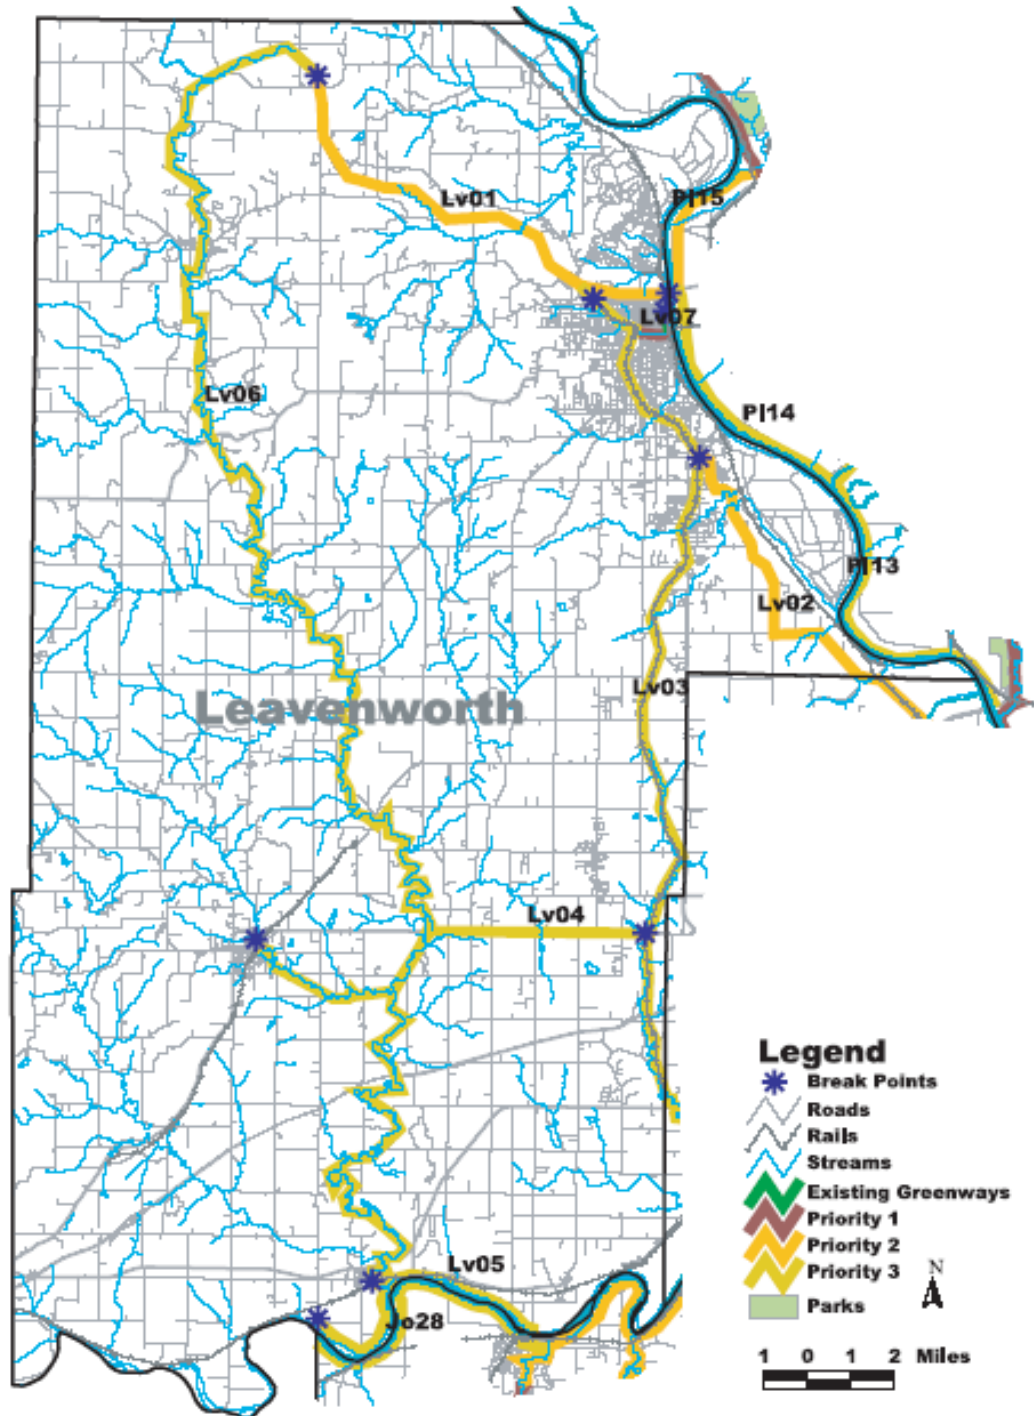 Lv01
Pl15
Lv07
Lv06
Pl14
Pl13
Lv02
Lv03
Leavenworth
Lv04
Lv05
Jo28
Legend
Break Points
Roads
Rails
Streams
Existing Greenways
Priority 1
Priority 2
Priority 3
Parks
N
1 0 1 2 Miles